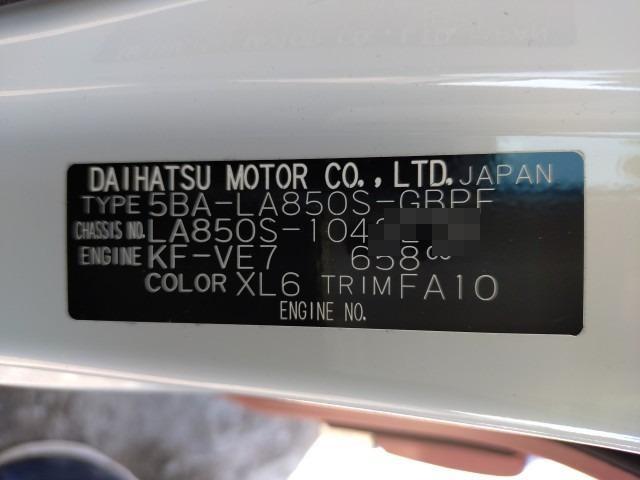 DAIHATSU MOTOR CO., LTD. JAPAN
TYPE 5BA-LA850S-GBPF
CHASSIS NO. LA850S-104
ENGINE KF-VE7 658cc
COLOR XL6 TRIM FA10
ENGINE NO.